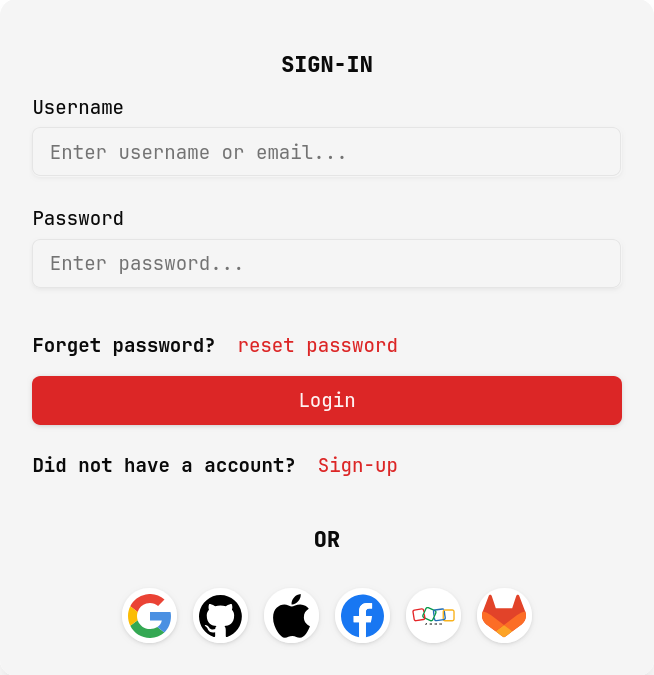 SIGN-IN
Username
Enter username or email...
Password
Enter password...
Forget password? reset password
Login
Did not have a account? Sign-up
OR